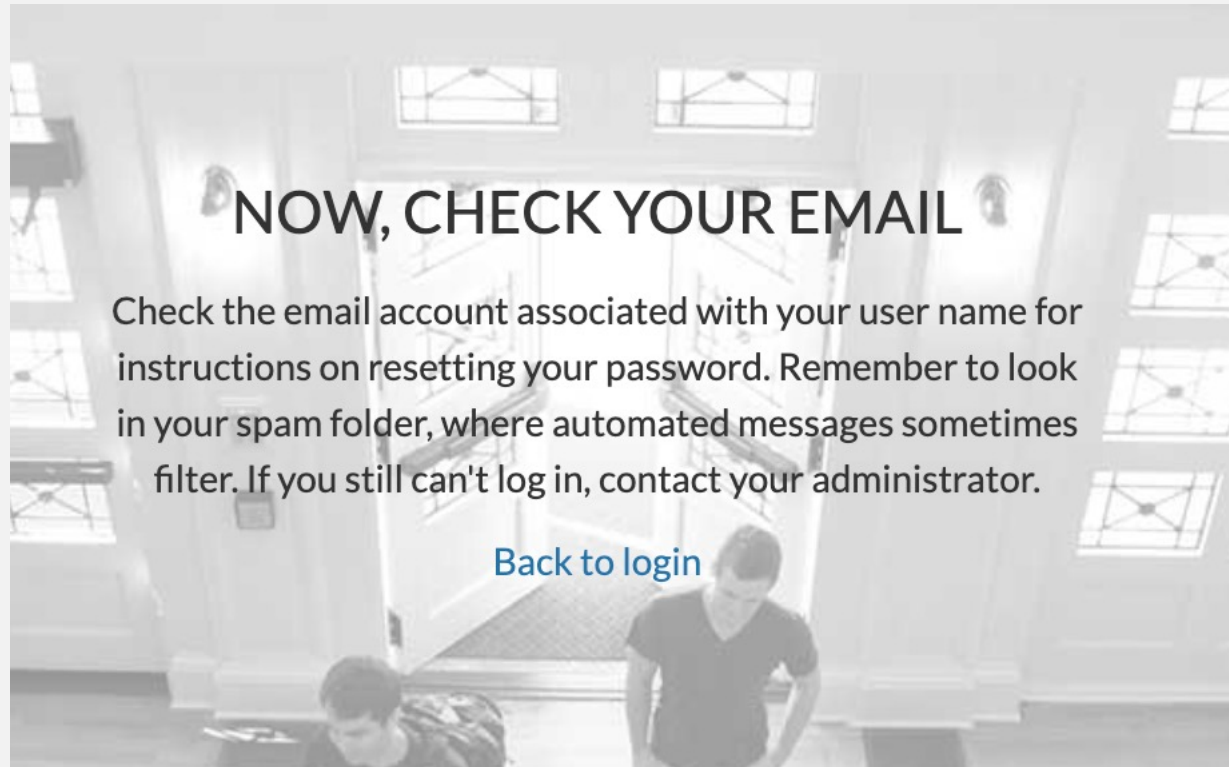 NOW, CHECK YOUR EMAIL
Check the email account associated with your user name for
instructions on resetting your password. Remember to look
in your spam folder, where automated messages sometimes
filter. If you still can't log in, contact your administrator.
Back to login